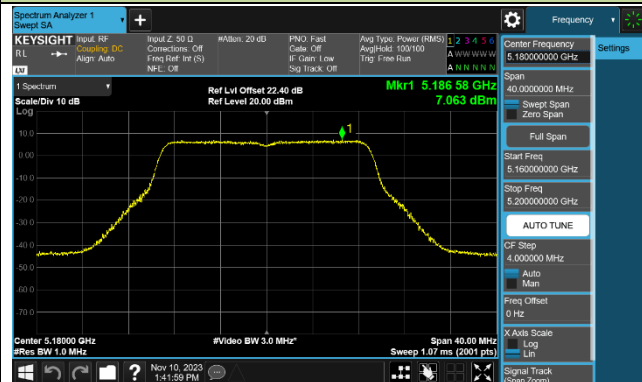 Spectrum Analyzer 1
Swept SA
Frequency
KEYSIGHT
RL
LXI
Input: RF
Coupling: DC
Align: Auto
Input Z: 50 Ω
Corrections: Off
Freq Ref: Int (S)
NFE: Off
#Atten: 20 dB
PNO: Fast
Gate: Off
IF Gain: Low
Sig Track: Off
Avg Type: Power (RMS)
Avg|Hold: 100/100
Trig: Free Run
1 2 3 4 5 6
A W W W W W
A N N N N N
1 Spectrum
Scale/Div 10 dB
Log
Ref Lvl Offset 22.40 dB
Ref Level 20.00 dBm
Mkr1 5.186 58 GHz
7.063 dBm
1
10.0
0.00
-10.0
-20.0
-30.0
-40.0
-50.0
-60.0
-70.0
Center 5.18000 GHz
#Res BW 1.0 MHz
#Video BW 3.0 MHz*
Span 40.00 MHz
Sweep 1.07 ms (2001 pts)
Nov 10, 2023
1:41:59 PM
Center Frequency
5.180000000 GHz
Span
40.0000000 MHz
Swept Span
Zero Span
Full Span
Start Freq
5.160000000 GHz
Stop Freq
5.200000000 GHz
AUTO TUNE
CF Step
4.000000 MHz
Auto
Man
Freq Offset
0 Hz
X Axis Scale
Log
Lin
Signal Track
(Span Zoom)
Settings